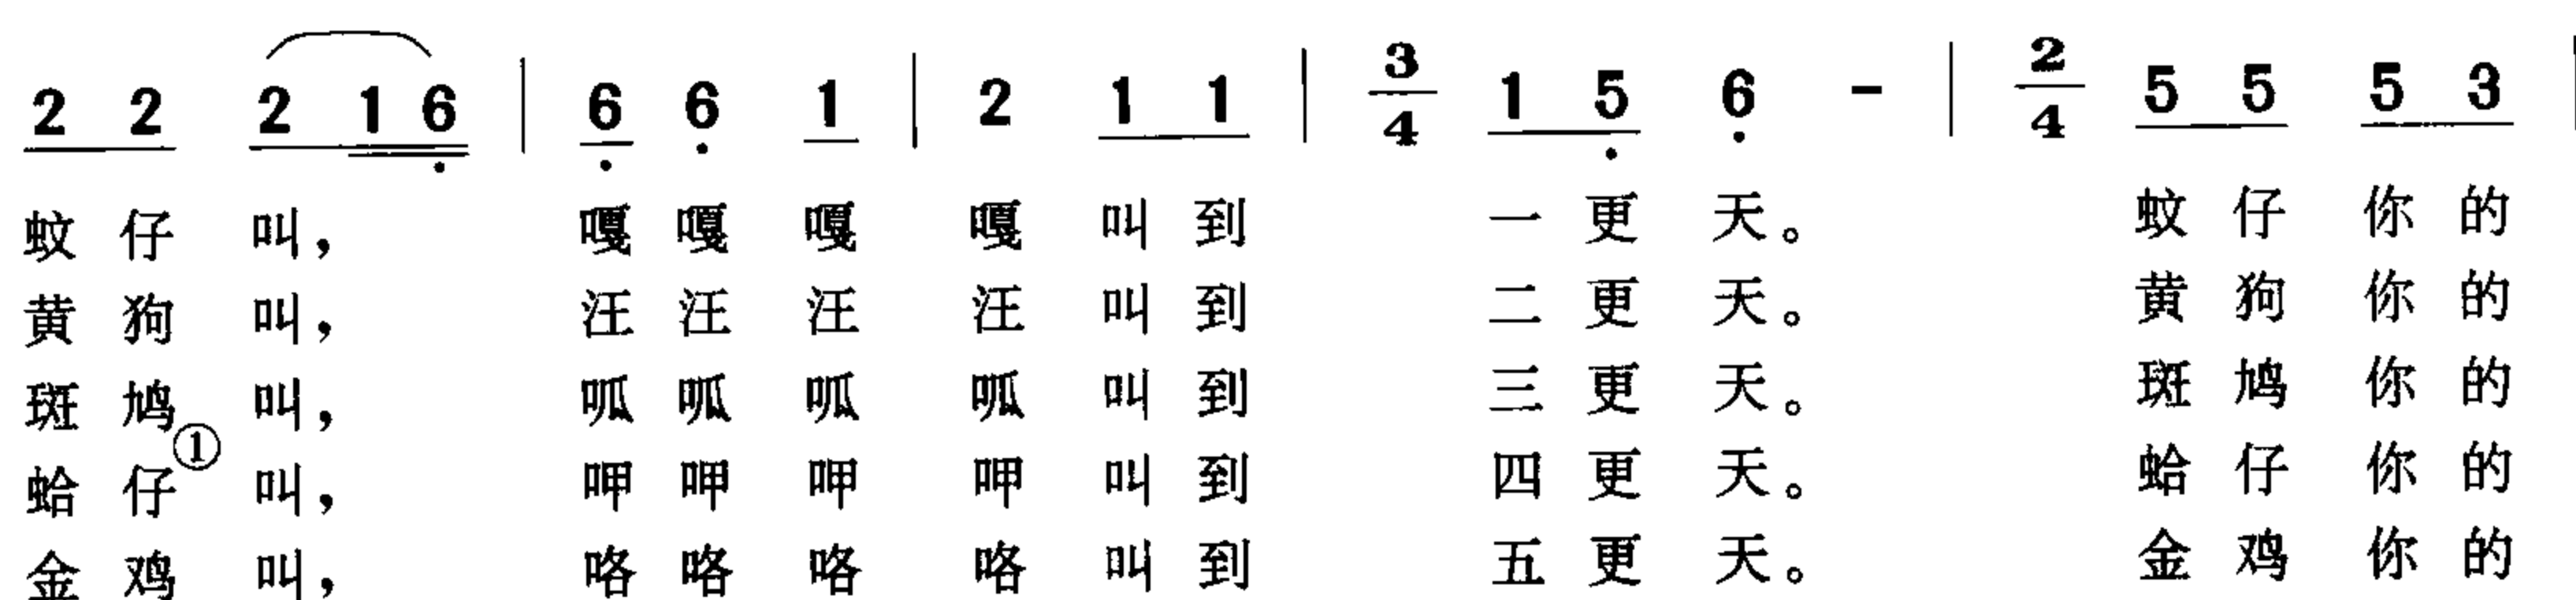 2 2 2 1 6 | 6 6 1 | 2 1 1 | 3/4 1 5 6 - | 2/4 5 5 5 3 |
蚊仔叫，嘎嘎嘎嘎叫到一更天。蚊仔你的
黄狗叫，汪汪汪汪叫到二更天。黄狗你的
斑鸠叫，呱呱呱呱叫到三更天。斑鸠你的
蛤仔①叫，呷呷呷呷叫到四更天。蛤仔你的
金鸡叫，咯咯咯咯叫到五更天。金鸡你的